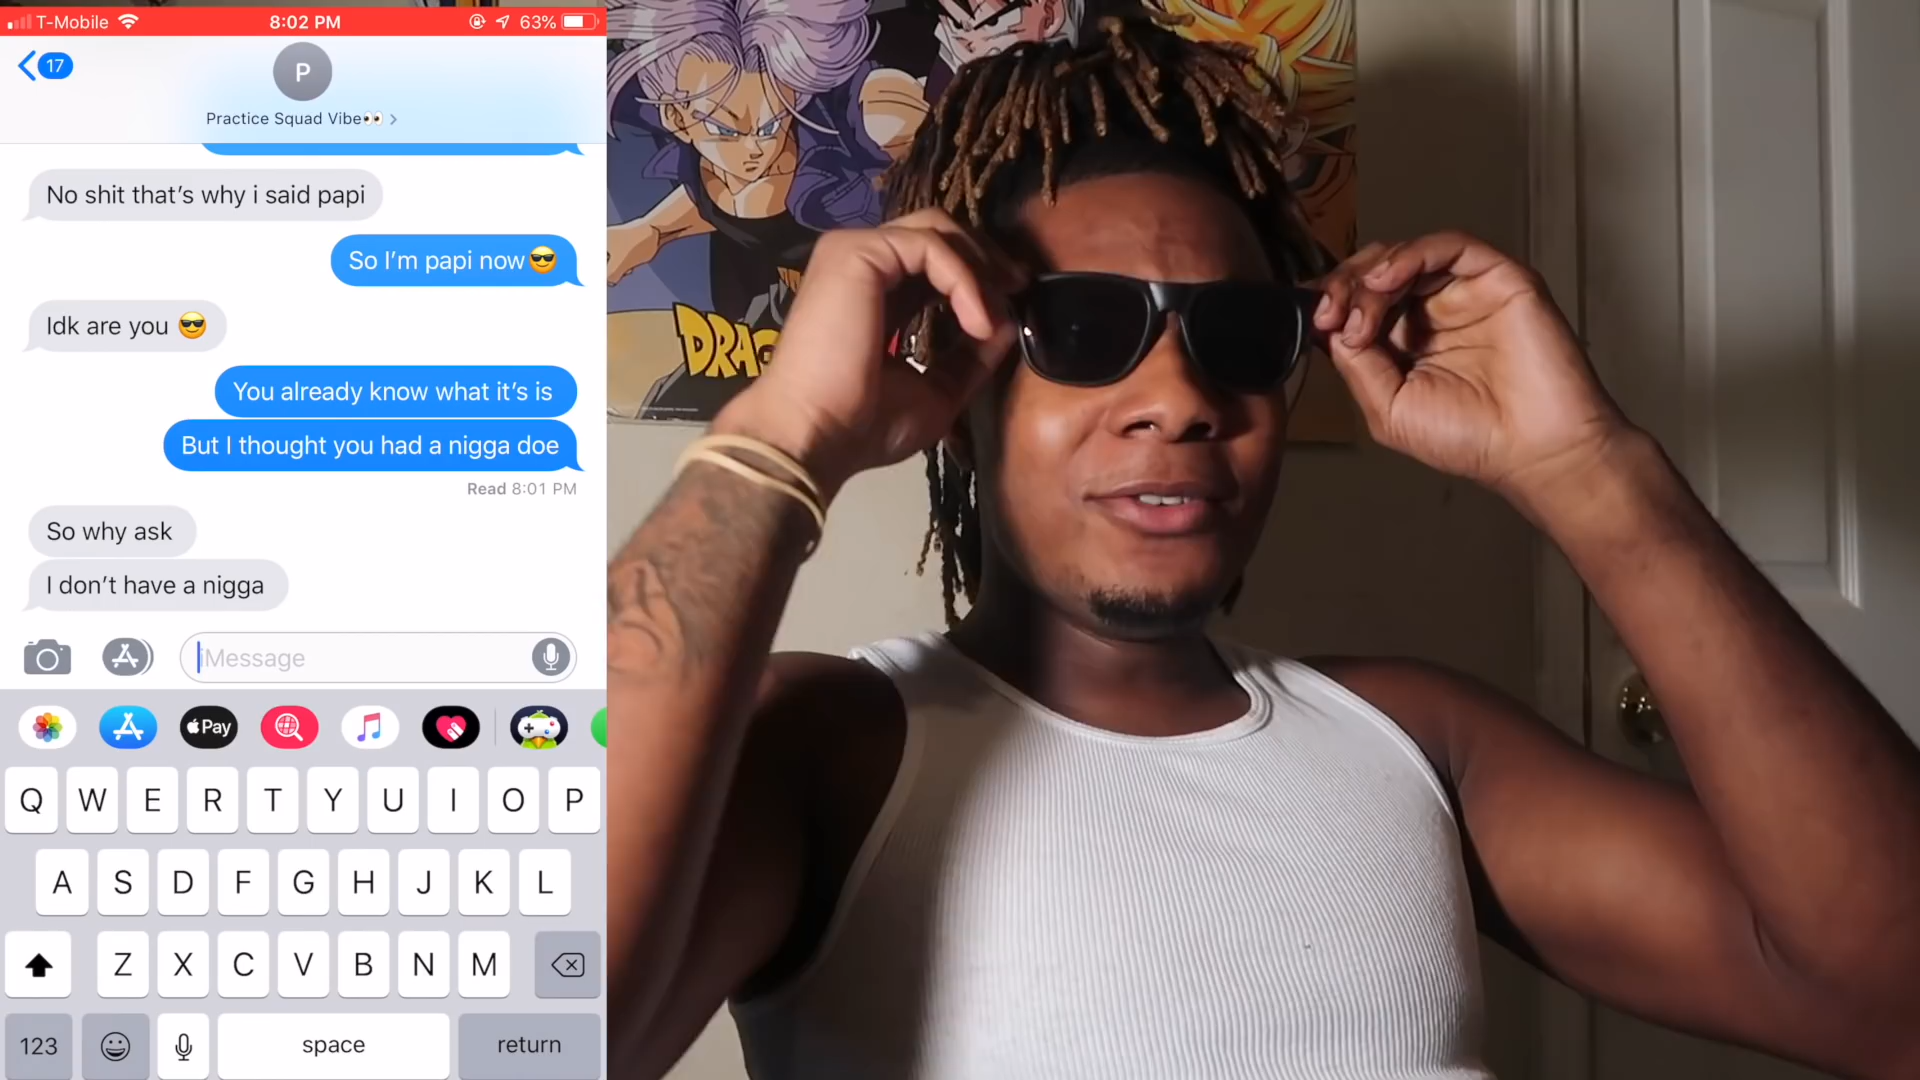 T-Mobile 8:02 PM 63%
17
P
Practice Squad Vibe👀 >
No shit that's why i said papi
So I'm papi now😎
Idk are you 😎
You already know what it's is
But I thought you had a nigga doe
Read 8:01 PM
So why ask
I don't have a nigga
iMessage
Pay
Q W E R T Y U I O P
A S D F G H J K L
Z X C V B N M
123 space return
DRAG